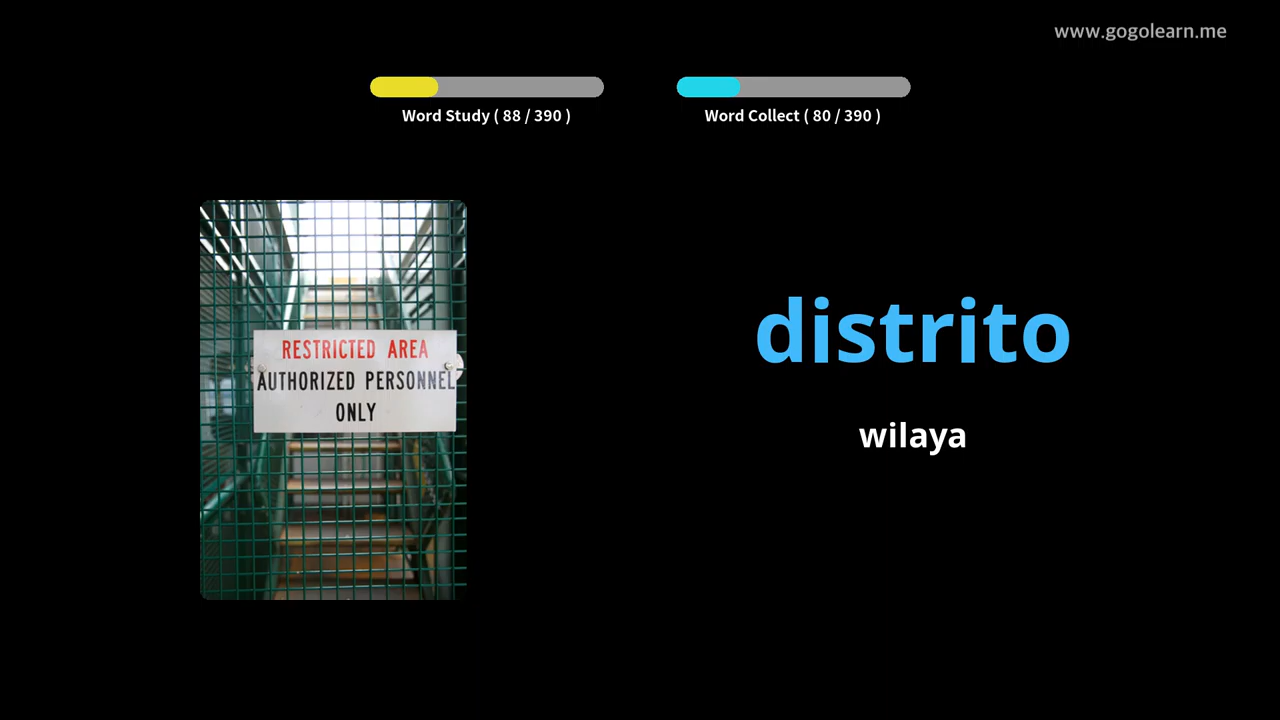 www.gogolearn.me
Word Study ( 88 / 390 )
Word Collect ( 80 / 390 )
RESTRICTED AREA
AUTHORIZED PERSONNEL
ONLY
distrito
wilaya